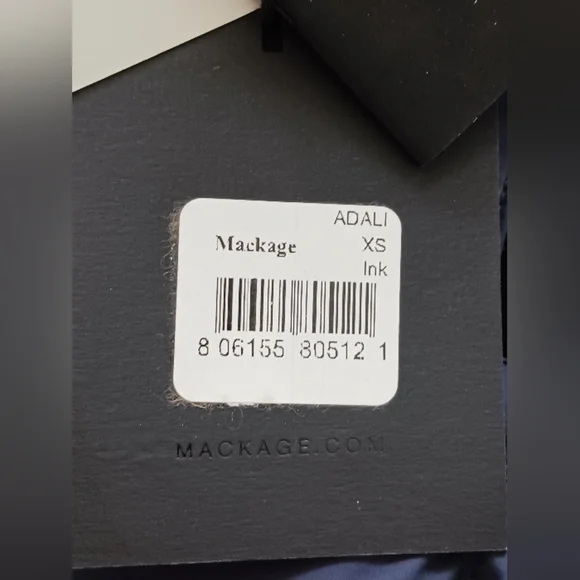 ADALI
Mackage XS
Ink
8 06155 80512 1
MACKAGE.COM